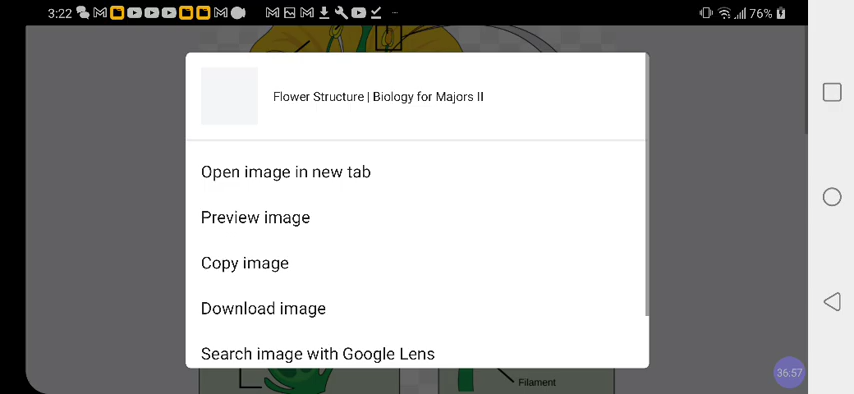 3:22
76%
Flower Structure | Biology for Majors II
Open image in new tab
Preview image
Copy image
Download image
Search image with Google Lens
36:57
Filament